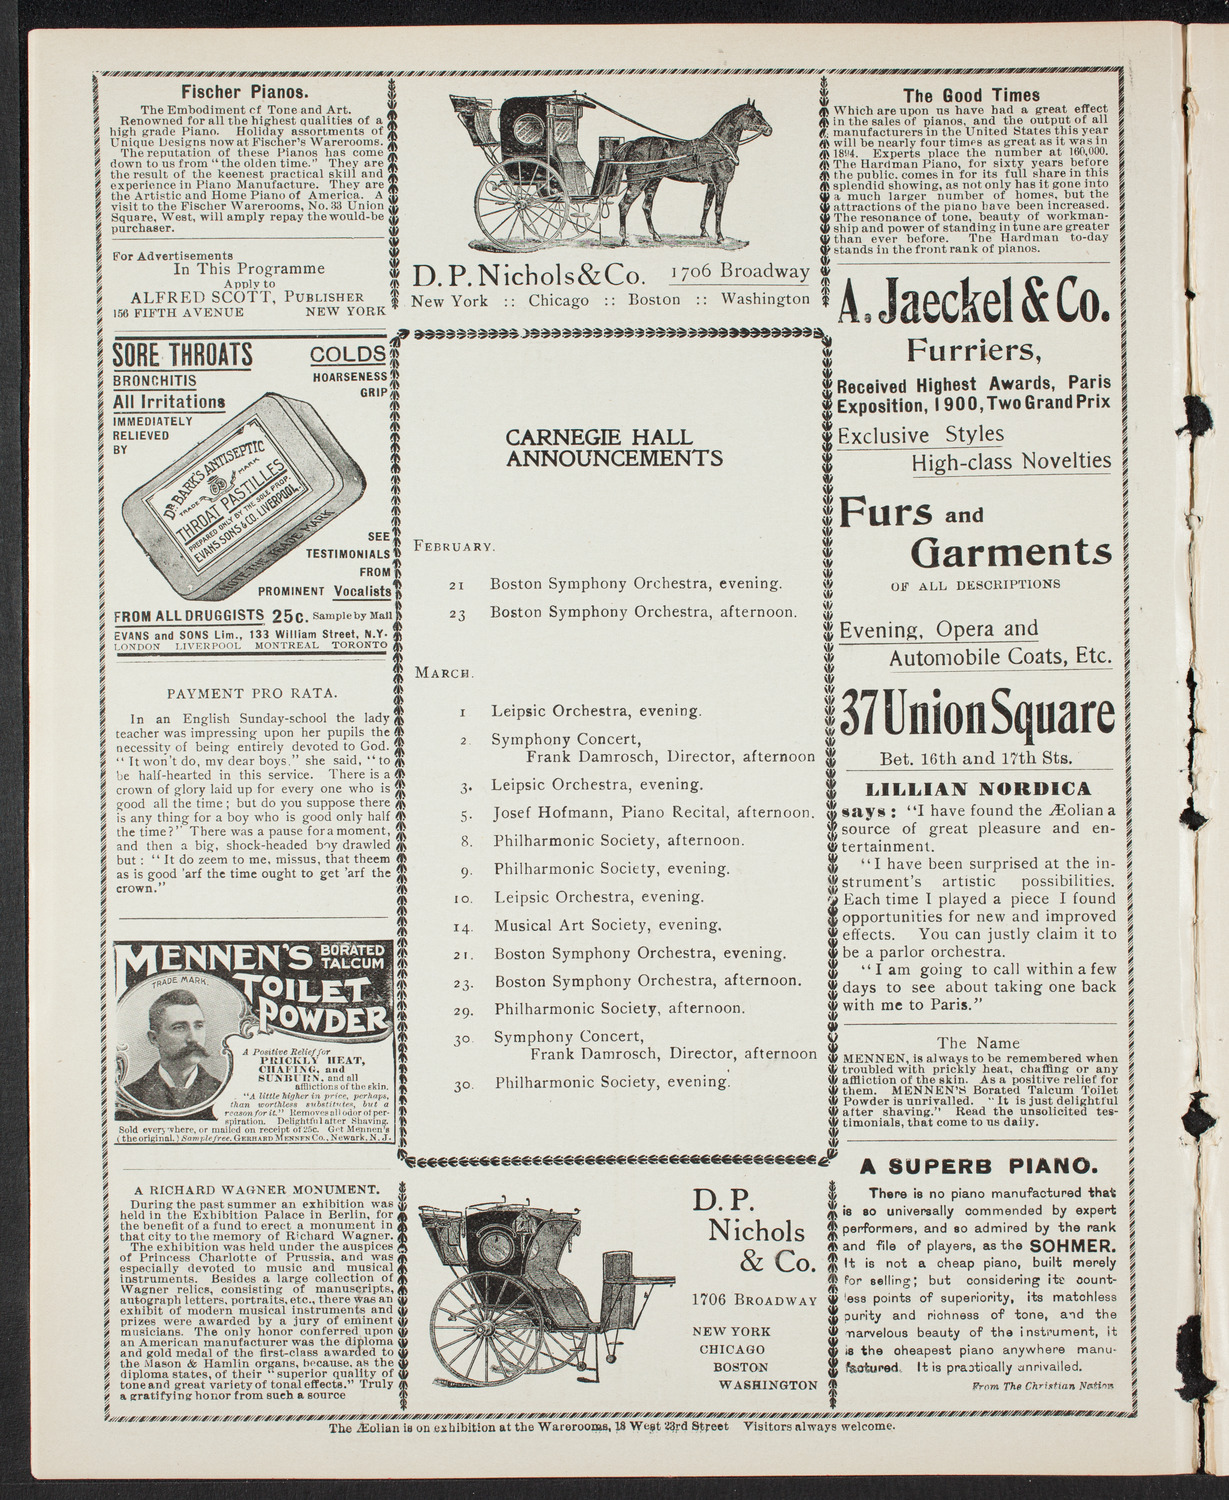 Fischer Pianos.
The Embodiment of Tone and Art.
Renowned for all the highest qualities of a
high grade Piano. Holiday assortments of
Unique Designs now at Fischer's Warerooms.
The reputation of these Pianos has come
down to us from "the olden time." They are
the result of the keenest practical skill and
experience in Piano Manufacture. They are
the Artistic and Home Piano of America. A
visit to the Fischer Warerooms, No. 33 Union
Square, West, will amply repay the would-be
purchaser.
For Advertisements
In This Programme
Apply to
ALFRED SCOTT, PUBLISHER
156 FIFTH AVENUE NEW YORK
SORE THROATS COLDS
BRONCHITIS HOARSENESS
All Irritations GRIP
IMMEDIATELY
RELIEVED
BY
DR BARK'S ANTISEPTIC
TRADE MARK
THROAT PASTILLES
PREPARED ONLY BY THE SOLE PROP.
EVANS SONS & CO. LIVERPOOL.
NOTE THE TRADE MARK
SEE
TESTIMONIALS
FROM
PROMINENT Vocalists
FROM ALL DRUGGISTS 25c. Sample by Mail
EVANS and SONS Lim., 133 William Street, N.Y.
LONDON LIVERPOOL MONTREAL TORONTO
PAYMENT PRO RATA.
In an English Sunday-school the lady
teacher was impressing upon her pupils the
necessity of being entirely devoted to God.
"It won't do, my dear boys," she said, "to
be half-hearted in this service. There is a
crown of glory laid up for every one who is
good all the time; but do you suppose there
is any thing for a boy who is good only half
the time?" There was a pause for a moment,
and then a big, shock-headed boy drawled
but: "It do zeem to me, missus, that theem
as is good 'arf the time ought to get 'arf the
crown."
MENNEN'S BORATED
TALCUM
TOILET
POWDER
TRADE MARK.
A Positive Relief for
PRICKLY HEAT,
CHAFING, and
SUNBURN, and all
afflictions of the skin.
"A little higher in price, perhaps,
than worthless substitutes, but a
reason for it." Removes all odor of per-
spiration. Delightful after Shaving.
Sold everywhere, or mailed on receipt of 25c. Get Mennen's
(the original.) Sample free. GERHARD MENNEN CO., Newark, N. J.
A RICHARD WAGNER MONUMENT.
During the past summer an exhibition was
held in the Exhibition Palace in Berlin, for
the benefit of a fund to erect a monument in
that city to the memory of Richard Wagner.
The exhibition was held under the auspices
of Princess Charlotte of Prussia, and was
especially devoted to music and musical
instruments. Besides a large collection of
Wagner relics, consisting of manuscripts,
autograph letters, portraits, etc., there was an
exhibit of modern musical instruments and
prizes were awarded by a jury of eminent
musicians. The only honor conferred upon
an American manufacturer was the diploma
and gold medal of the first-class awarded to
the Mason & Hamlin organs, because, as the
diploma states, of their "superior quality of
tone and great variety of tonal effects." Truly
a gratifying honor from such a source
D. P. Nichols & Co. 1706 Broadway
New York :: Chicago :: Boston :: Washington
CARNEGIE HALL
ANNOUNCEMENTS
FEBRUARY.
21 Boston Symphony Orchestra, evening.
23 Boston Symphony Orchestra, afternoon.
MARCH.
1 Leipsic Orchestra, evening.
2. Symphony Concert,
Frank Damrosch, Director, afternoon
3. Leipsic Orchestra, evening.
5. Josef Hofmann, Piano Recital, afternoon.
8. Philharmonic Society, afternoon.
9. Philharmonic Society, evening.
10. Leipsic Orchestra, evening.
14. Musical Art Society, evening.
21. Boston Symphony Orchestra, evening.
23. Boston Symphony Orchestra, afternoon.
29. Philharmonic Society, afternoon.
30. Symphony Concert,
Frank Damrosch, Director, afternoon
30. Philharmonic Society, evening.
D. P.
Nichols
& Co.
1706 BROADWAY
NEW YORK
CHICAGO
BOSTON
WASHINGTON
The Good Times
Which are upon us have had a great effect
in the sales of pianos, and the output of all
manufacturers in the United States this year
will be nearly four times as great as it was in
1894. Experts place the number at 160,000.
The Hardman Piano, for sixty years before
the public, comes in for its full share in this
splendid showing, as not only has it gone into
a much larger number of homes, but the
attractions of the piano have been increased.
The resonance of tone, beauty of workman-
ship and power of standing in tune are greater
than ever before. The Hardman to-day
stands in the front rank of pianos.
A. Jaeckel & Co.
Furriers,
Received Highest Awards, Paris
Exposition, 1900, Two Grand Prix
Exclusive Styles
High-class Novelties
Furs and
Garments
OF ALL DESCRIPTIONS
Evening, Opera and
Automobile Coats, Etc.
37 Union Square
Bet. 16th and 17th Sts.
LILLIAN NORDICA
says: "I have found the Æolian a
source of great pleasure and en-
tertainment.
"I have been surprised at the in-
strument's artistic possibilities.
Each time I played a piece I found
opportunities for new and improved
effects. You can justly claim it to
be a parlor orchestra.
"I am going to call within a few
days to see about taking one back
with me to Paris."
The Name
MENNEN, is always to be remembered when
troubled with prickly heat, chaffing or any
affliction of the skin. As a positive relief for
them. MENNEN'S Borated Talcum Toilet
Powder is unrivalled. "It is just delightful
after shaving." Read the unsolicited tes-
timonials, that come to us daily.
A SUPERB PIANO.
There is no piano manufactured that
is so universally commended by expert
performers, and so admired by the rank
and file of players, as the SOHMER.
It is not a cheap piano, built merely
for selling; but considering its count-
less points of superiority, its matchless
purity and richness of tone, and the
marvelous beauty of the instrument, it
is the cheapest piano anywhere manu-
factured. It is practically unrivalled.
From The Christian Nation
The Æolian is on exhibition at the Warerooms, 18 West 23rd Street Visitors always welcome.